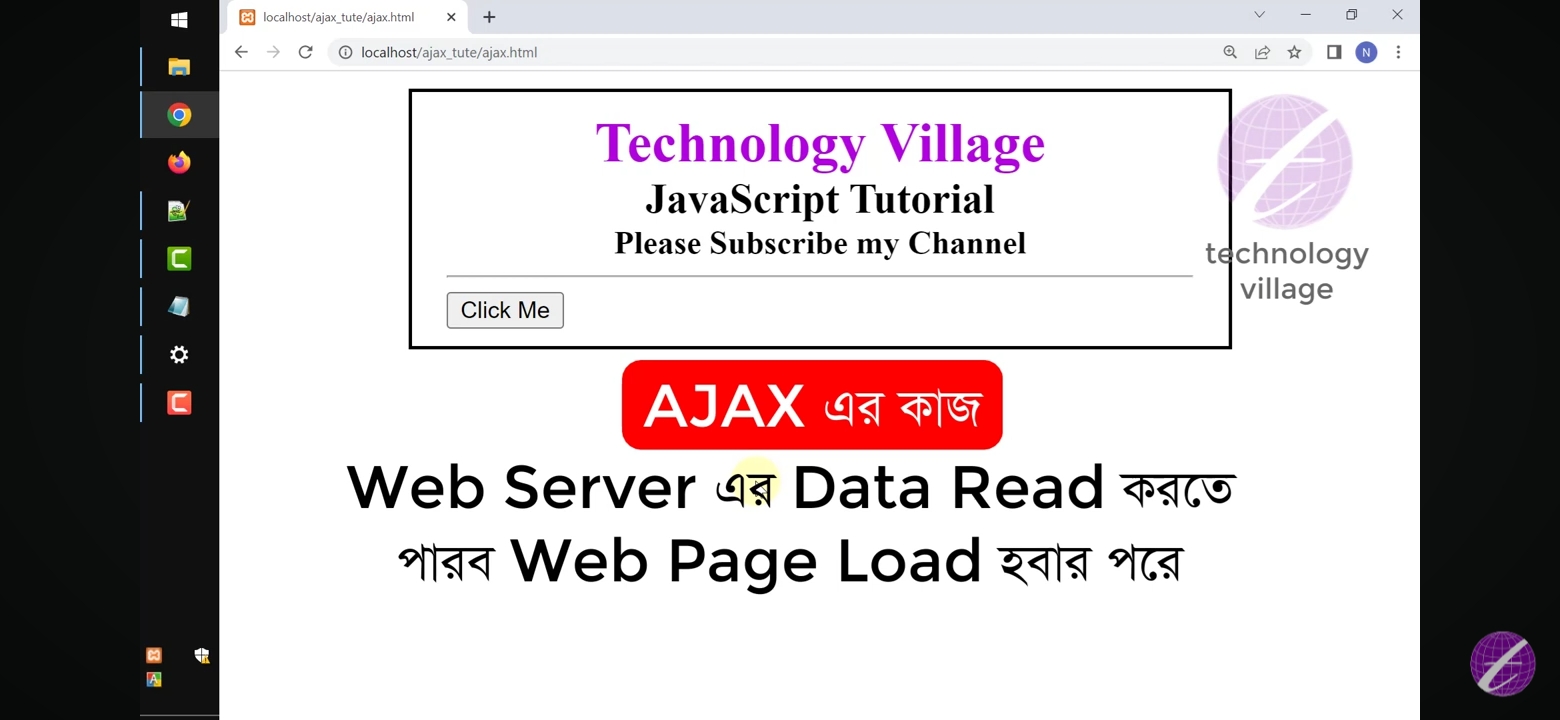 localhost/ajax_tute/ajax.html
localhost/ajax_tute/ajax.html
N
Technology Village
JavaScript Tutorial
Please Subscribe my Channel
Click Me
technology
village
AJAX এর কাজ
Web Server এর Data Read করতে
পারব Web Page Load হবার পরে